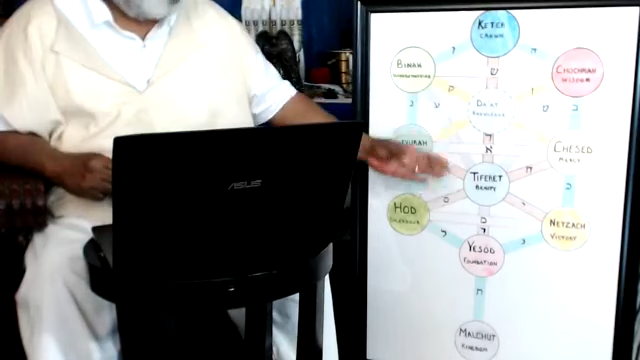 KETER
CROWN
BINAH
UNDERSTANDING
CHOCHMAH
WISDOM
DA'AT
KNOWLEDGE
CHESED
MERCY
TIFERET
BEAUTY
HOD
NETZACH
VICTORY
YESOD
FOUNDATION
MALCHUT
KINGDOM
ASUS
ש
א
ת